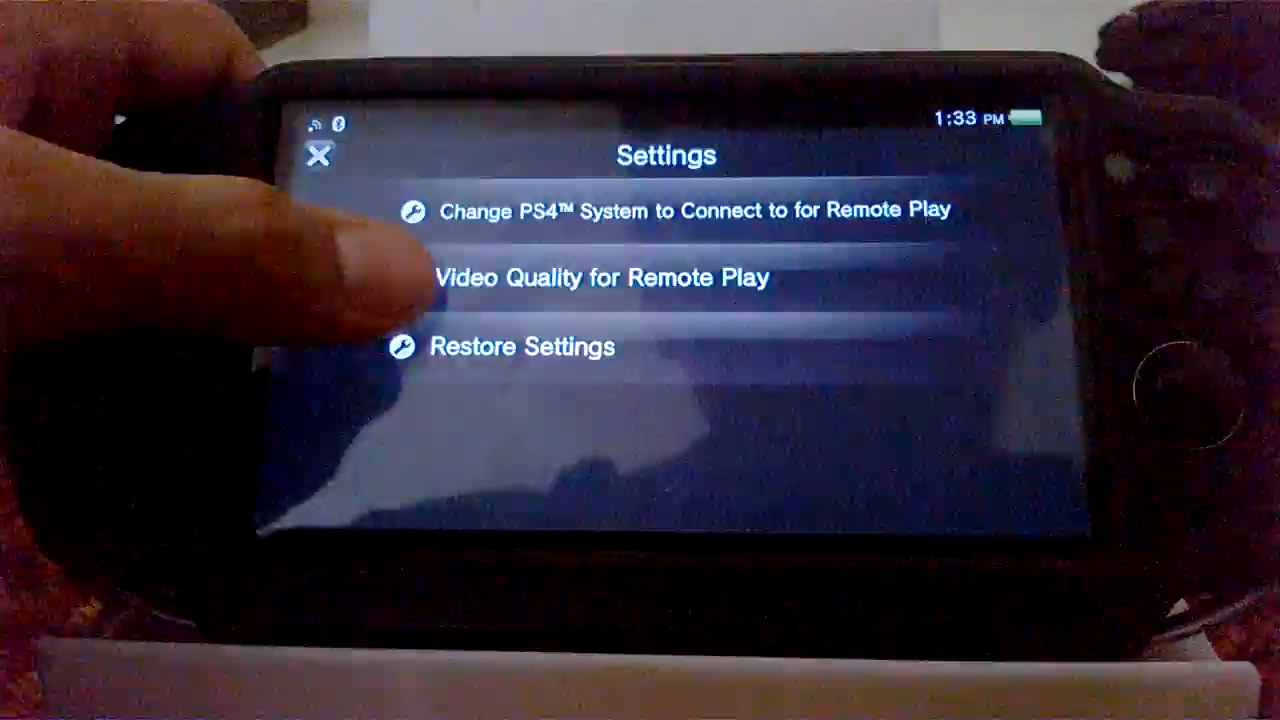 1:33 PM
Settings
Change PS4™ System to Connect to for Remote Play
Video Quality for Remote Play
Restore Settings